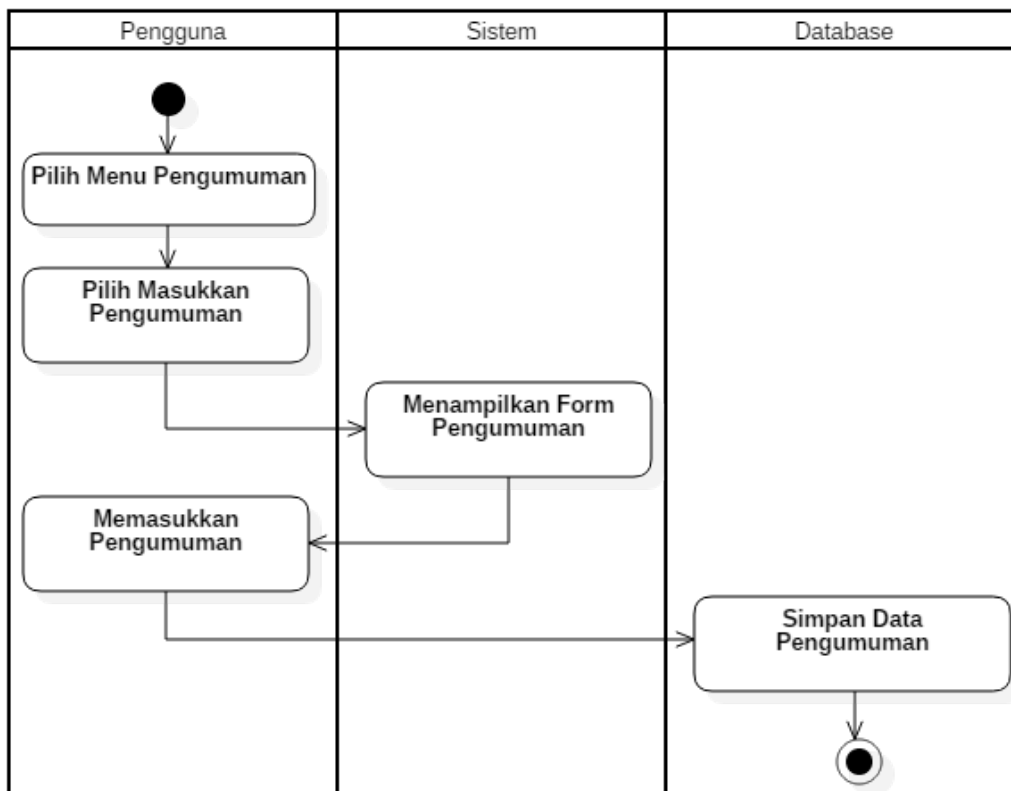 Pengguna
Sistem
Database
Pilih Menu Pengumuman
Pilih Masukkan
Pengumuman
Menampilkan Form
Pengumuman
Memasukkan
Pengumuman
Simpan Data
Pengumuman